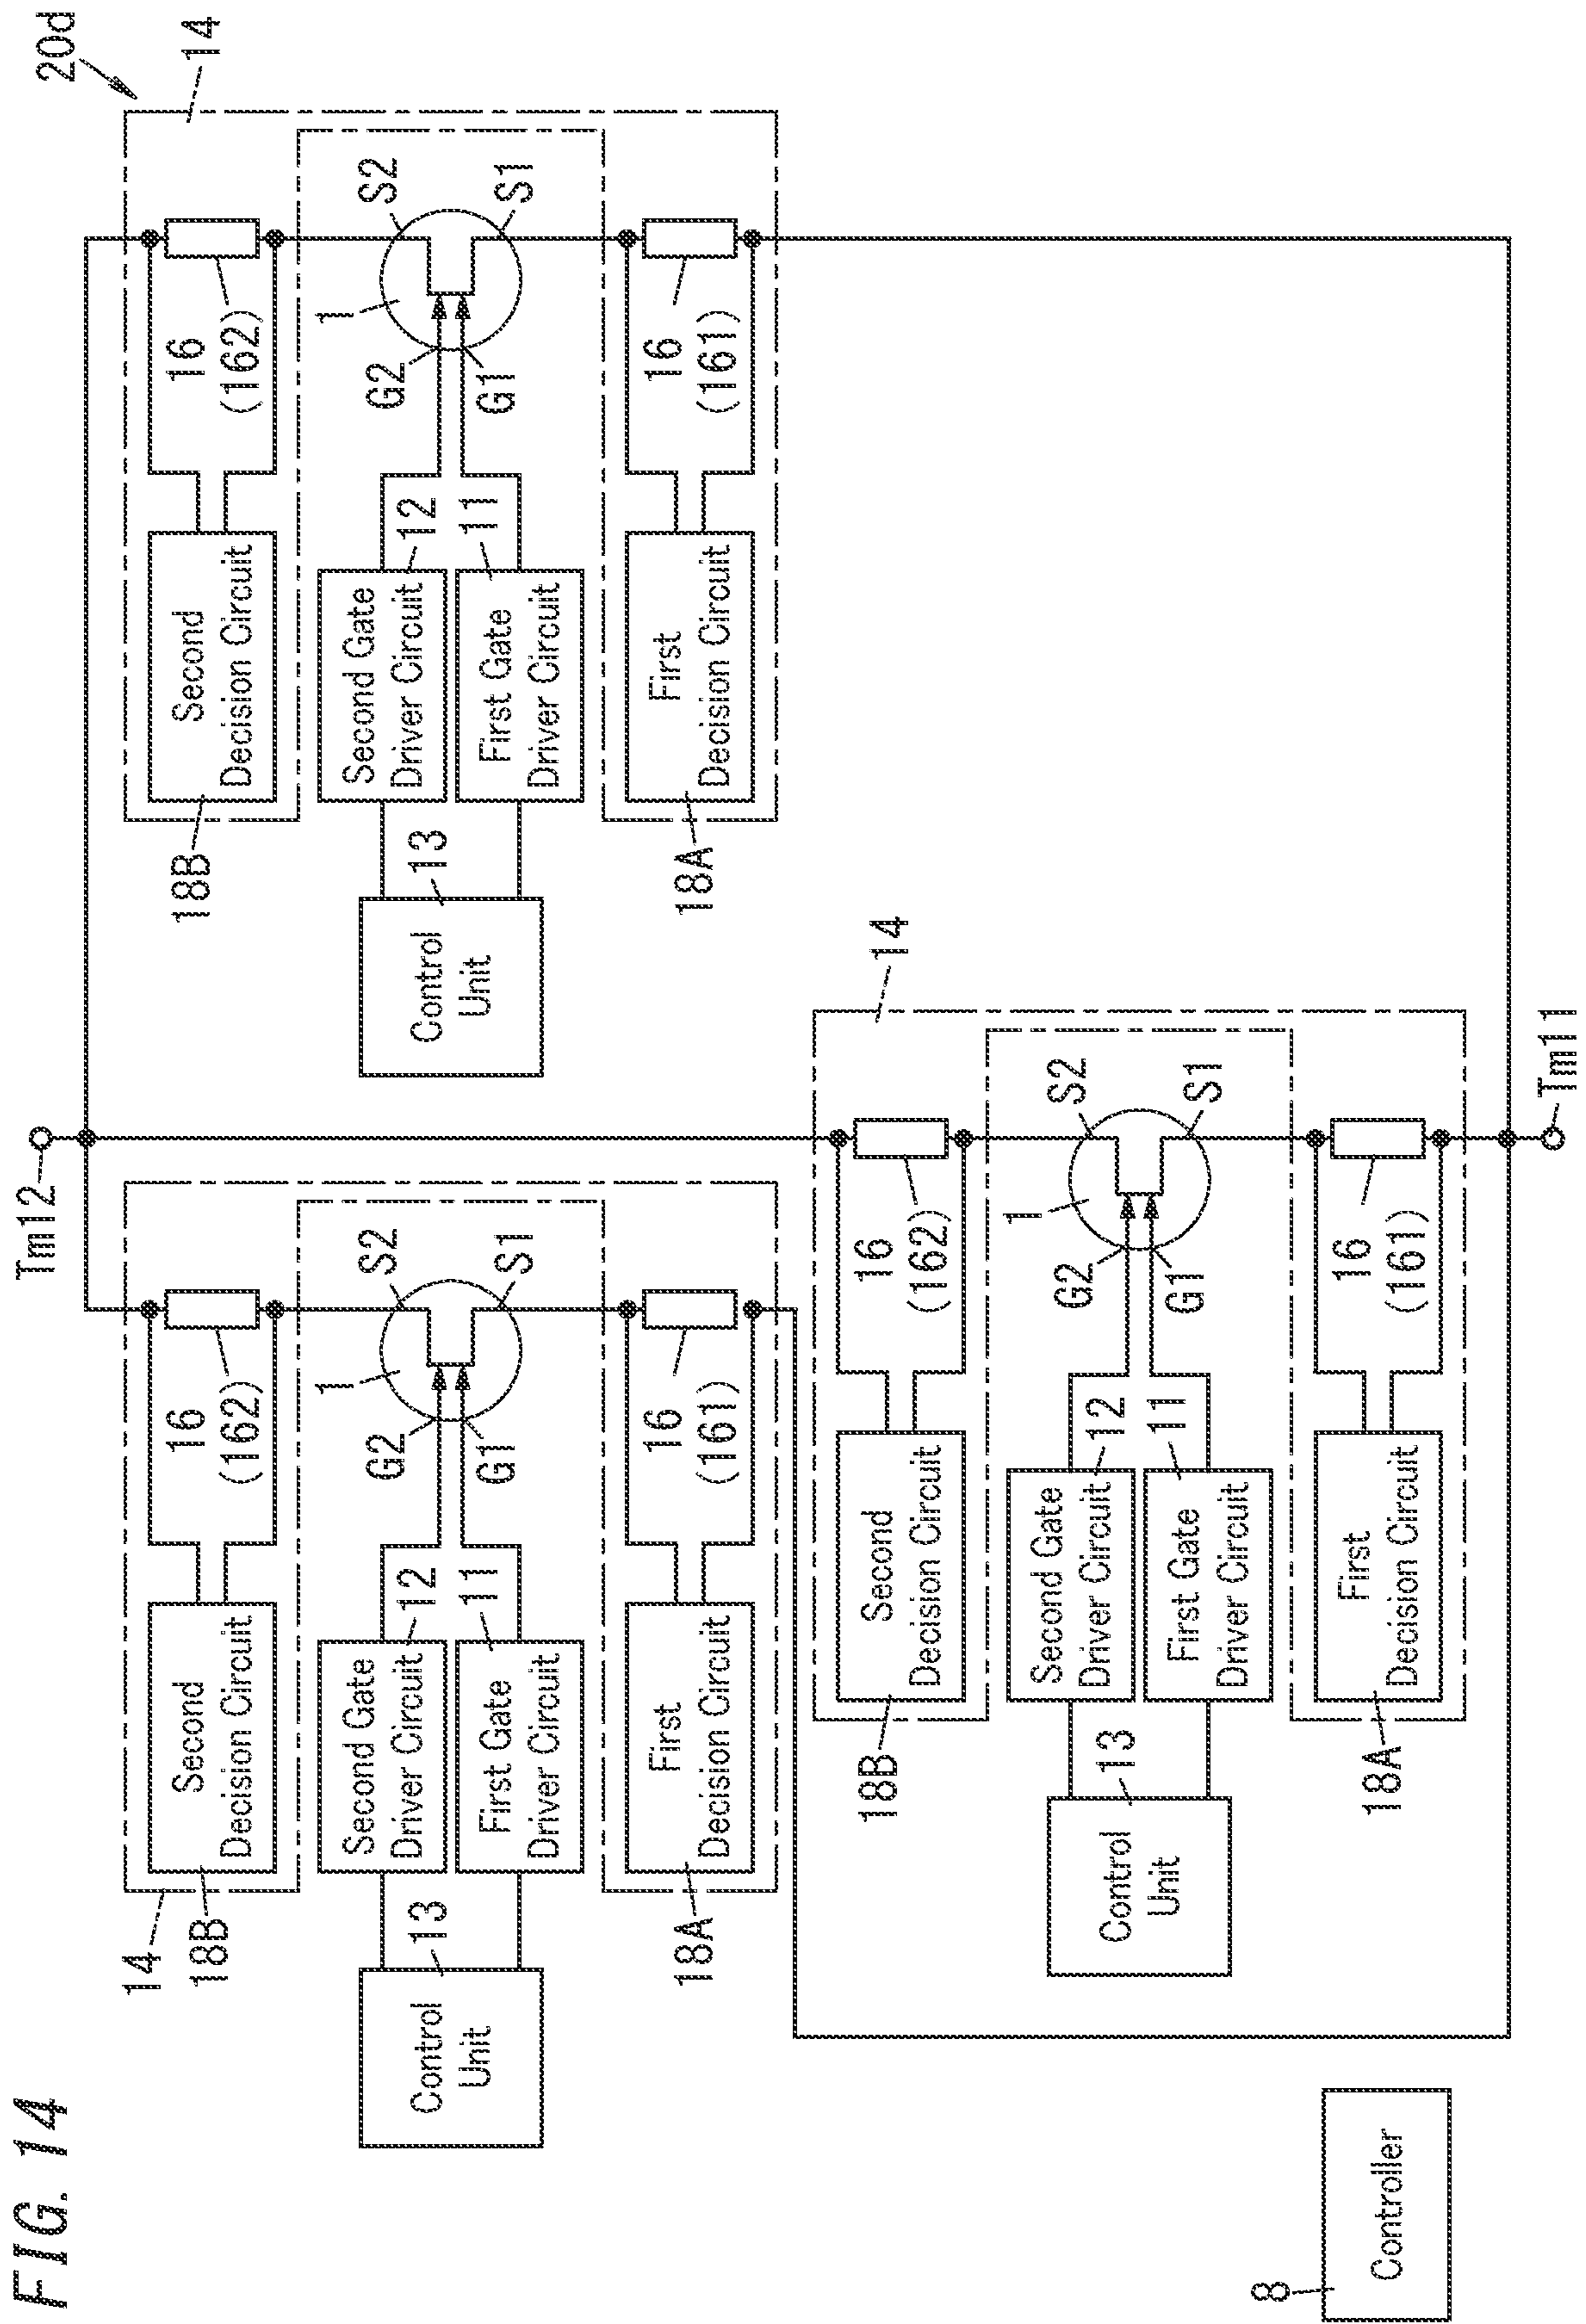 FIG. 14
20d
Tm12
14
18B
Second
Decision Circuit
16
(162)
Control
Unit
13
Second Gate
Driver Circuit
12
First Gate
Driver Circuit
11
G2
G1
1
S2
S1
18A
First
Decision Circuit
16
(161)
14
18B
Second
Decision Circuit
16
(162)
Control
Unit
13
Second Gate
Driver Circuit
12
First Gate
Driver Circuit
11
G2
G1
1
S2
S1
18A
First
Decision Circuit
16
(161)
14
18B
Second
Decision Circuit
16
(162)
Control
Unit
13
Second Gate
Driver Circuit
12
First Gate
Driver Circuit
11
G2
G1
1
S2
S1
18A
First
Decision Circuit
16
(161)
8
Controller
Tm11